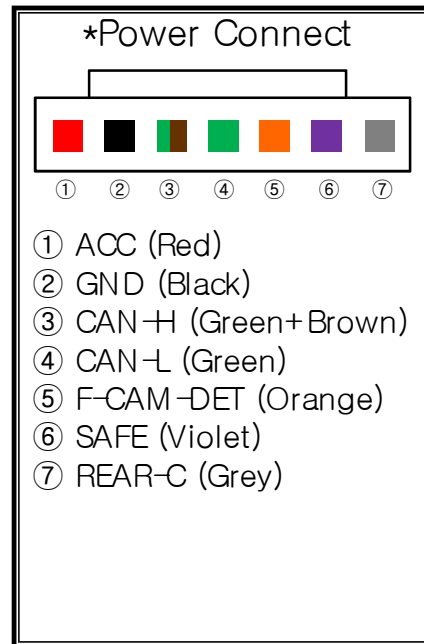 *Power Connect
① ② ③ ④ ⑤ ⑥ ⑦
① ACC (Red)
② GND (Black)
③ CAN-H (Green+Brown)
④ CAN-L (Green)
⑤ F-CAM-DET (Orange)
⑥ SAFE (Violet)
⑦ REAR-C (Grey)